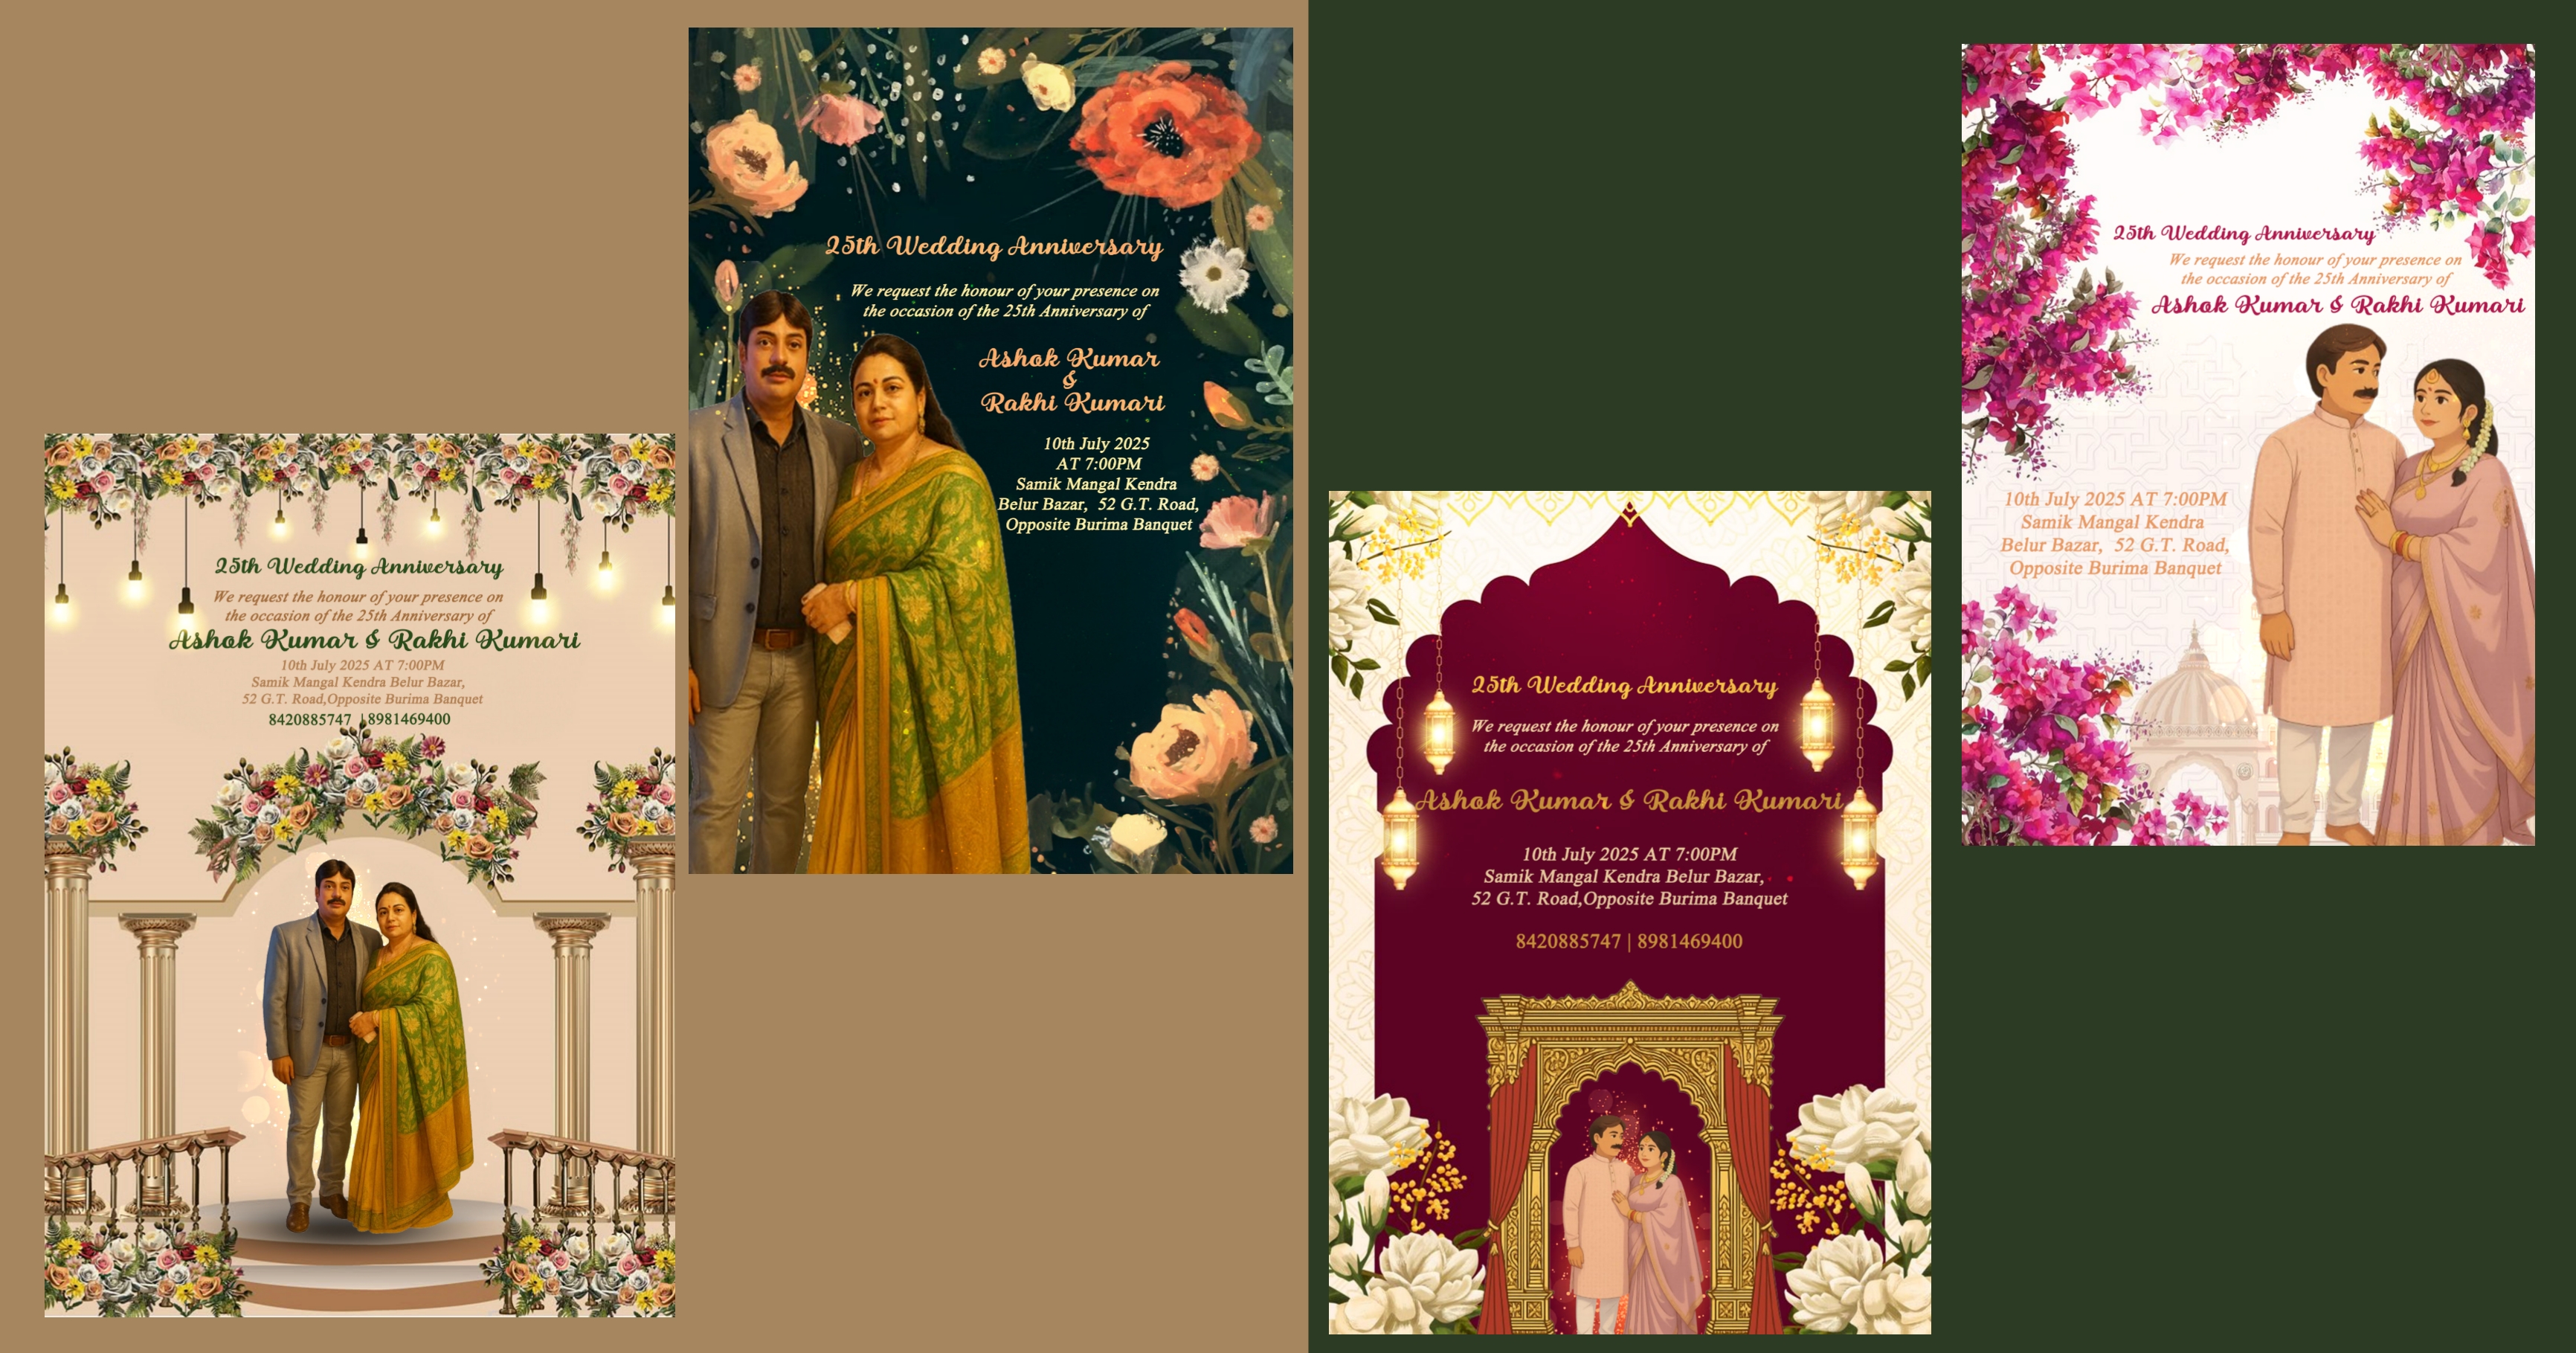 25th Wedding Anniversary
We request the honour of your presence on
the occasion of the 25th Anniversary of
Ashok Kumar & Rakhi Kumari
10th July 2025 AT 7:00PM
Samik Mangal Kendra Belur Bazar,
52 G.T. Road,Opposite Burima Banquet
8420885747 | 8981469400
25th Wedding Anniversary
We request the honour of your presence on
the occasion of the 25th Anniversary of
Ashok Kumar
&
Rakhi Kumari
10th July 2025
AT 7:00PM
Samik Mangal Kendra
Belur Bazar, 52 G.T. Road,
Opposite Burima Banquet
25th Wedding Anniversary
We request the honour of your presence on
the occasion of the 25th Anniversary of
Ashok Kumar & Rakhi Kumari
10th July 2025 AT 7:00PM
Samik Mangal Kendra Belur Bazar,
52 G.T. Road,Opposite Burima Banquet
8420885747 | 8981469400
25th Wedding Anniversary
We request the honour of your presence on
the occasion of the 25th Anniversary of
Ashok Kumar & Rakhi Kumari
10th July 2025 AT 7:00PM
Samik Mangal Kendra
Belur Bazar, 52 G.T. Road,
Opposite Burima Banquet